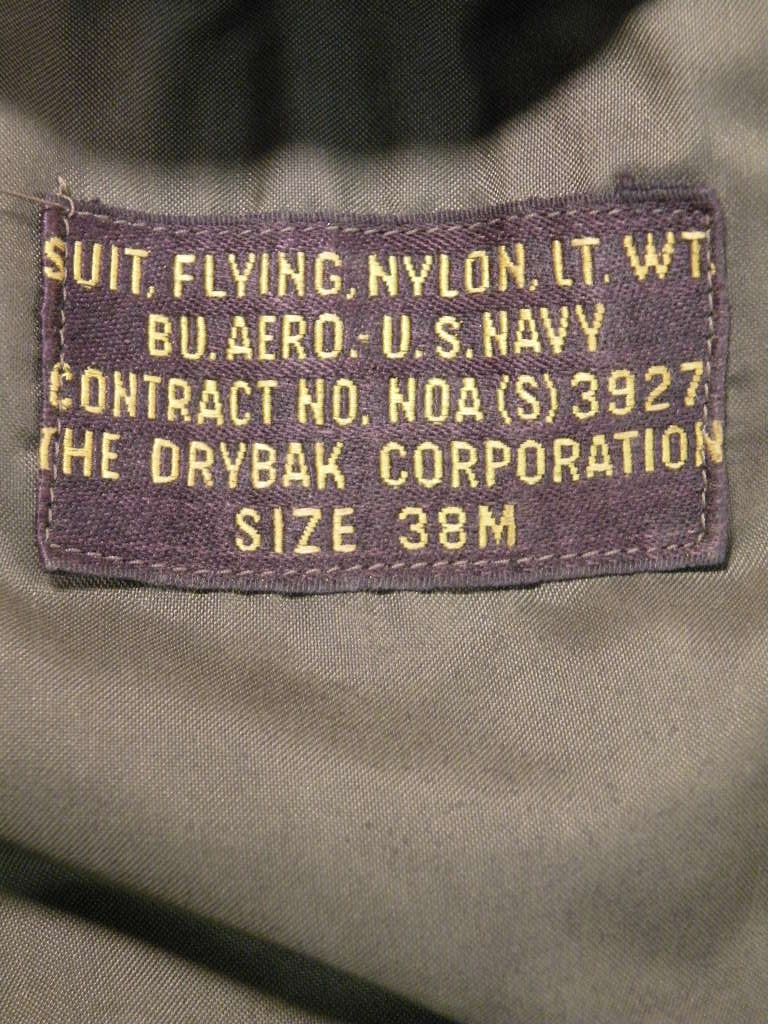 SUIT, FLYING, NYLON, LT. WT.
BU. AERO.- U.S. NAVY
CONTRACT NO. NOA (S) 3927
THE DRYBAK CORPORATION
SIZE 38M